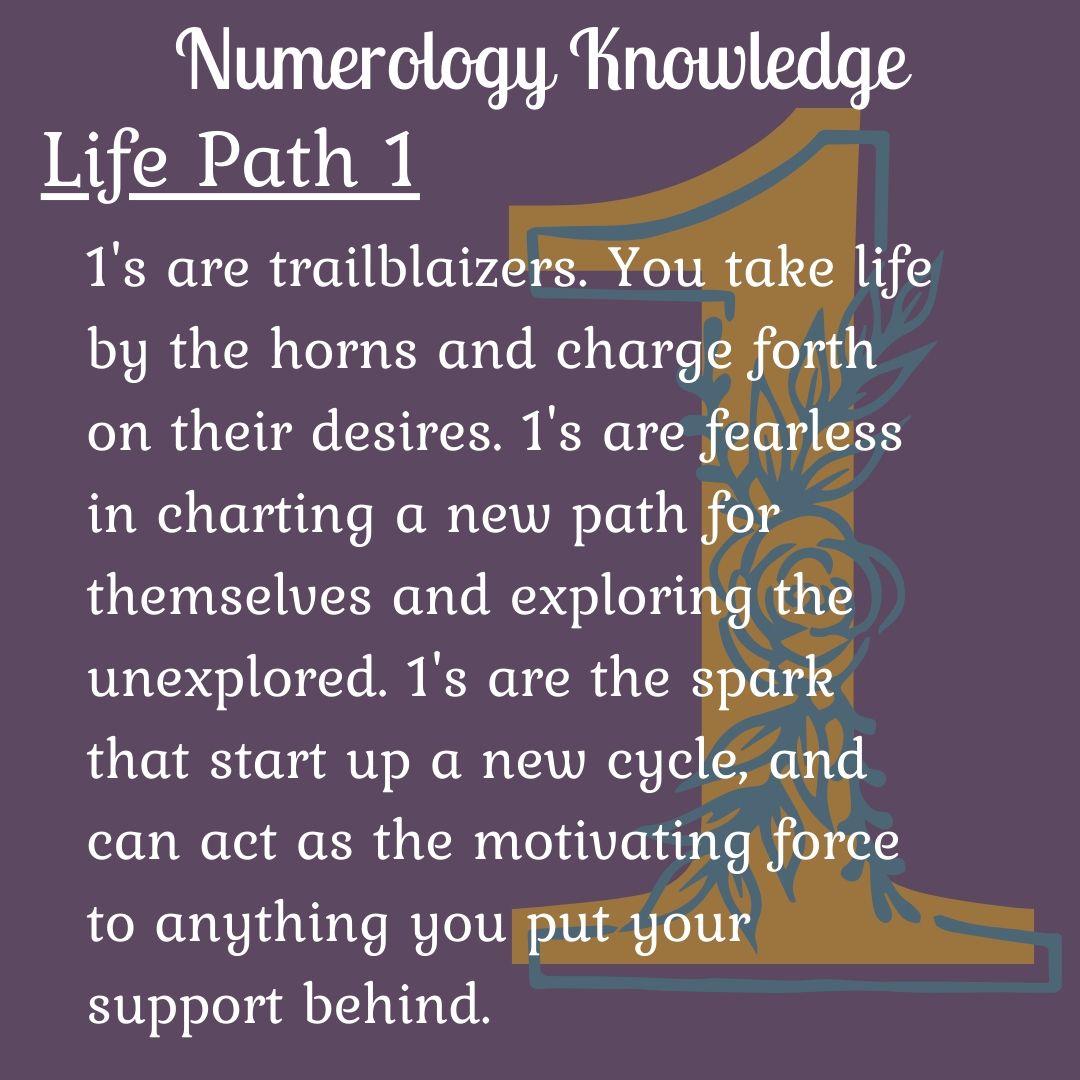 Numerology Knowledge
Life Path 1
1's are trailblaizers. You take life
by the horns and charge forth
on their desires. 1's are fearless
in charting a new path for
themselves and exploring the
unexplored. 1's are the spark
that start up a new cycle, and
can act as the motivating force
to anything you put your
support behind.